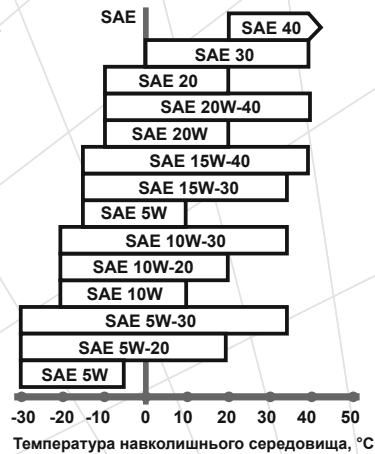 SAE
SAE 40
SAE 30
SAE 20
SAE 20W-40
SAE 20W
SAE 15W-40
SAE 15W-30
SAE 5W
SAE 10W-30
SAE 10W-20
SAE 10W
SAE 5W-30
SAE 5W-20
SAE 5W
-30 -20 -10 0 10 20 30 40 50
Температура навколишнього середовища, °C